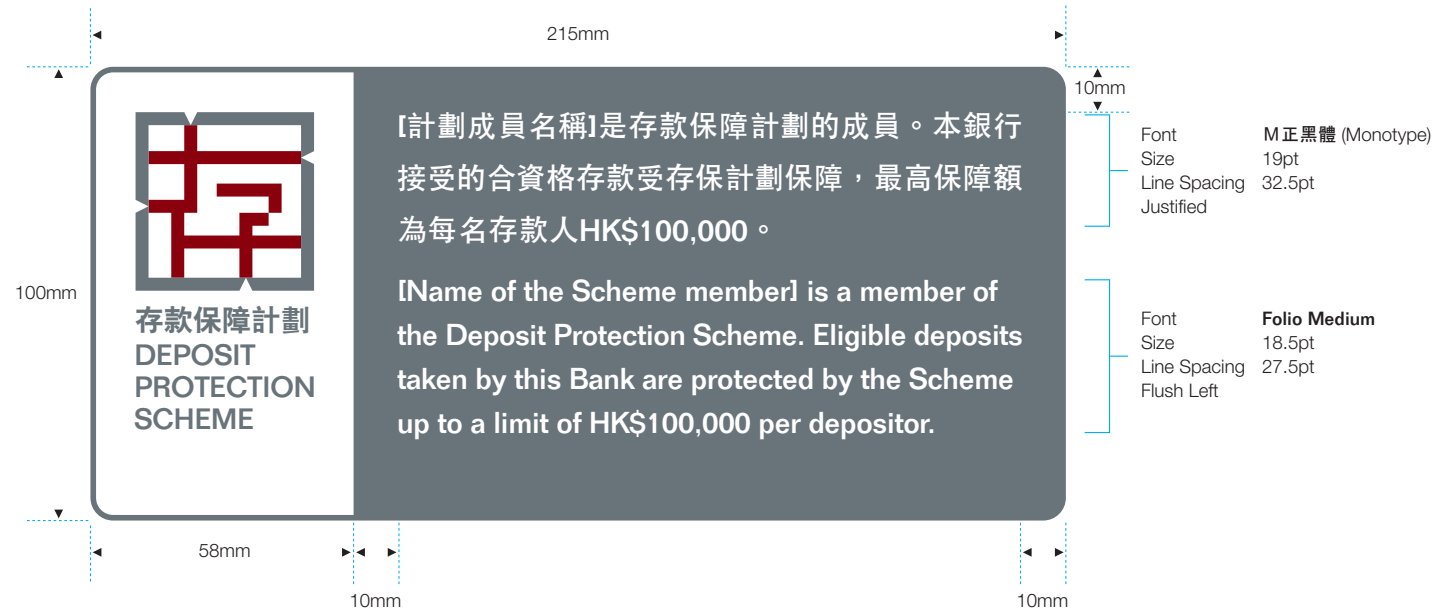 215mm
10mm
100mm
存款保障計劃
DEPOSIT
PROTECTION
SCHEME
[計劃成員名稱]是存款保障計劃的成員。本銀行
接受的合資格存款受存保計劃保障，最高保障額
為每名存款人HK$100,000。
[Name of the Scheme member] is a member of
the Deposit Protection Scheme. Eligible deposits
taken by this Bank are protected by the Scheme
up to a limit of HK$100,000 per depositor.
Font M正黑體 (Monotype)
Size 19pt
Line Spacing 32.5pt
Justified
Font Folio Medium
Size 18.5pt
Line Spacing 27.5pt
Flush Left
58mm
10mm
10mm